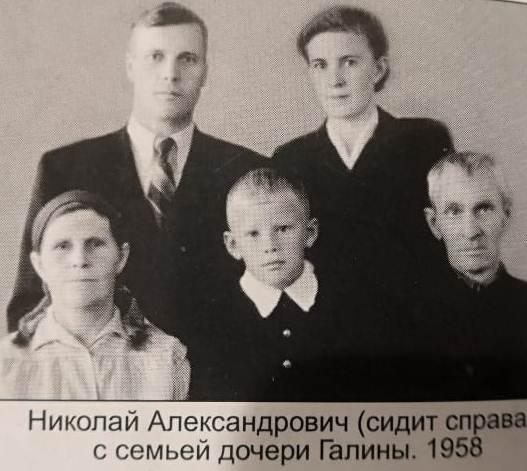 Николай Александрович (сидит справа
с семьей дочери Галины. 1958